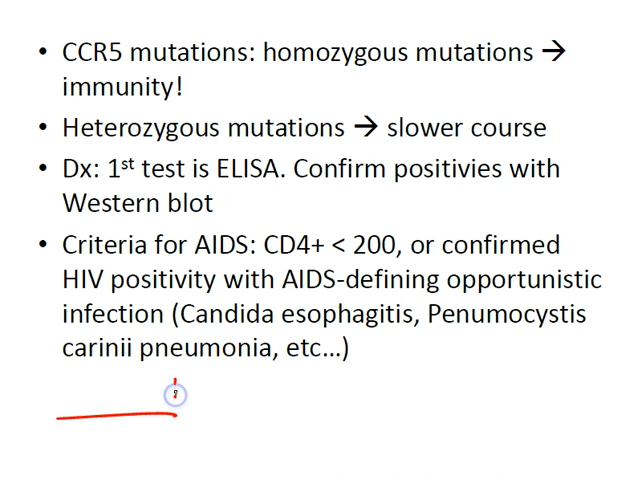 • CCR5 mutations: homozygous mutations →
immunity!
• Heterozygous mutations → slower course
• Dx: 1st test is ELISA. Confirm positivies with
Western blot
• Criteria for AIDS: CD4+ < 200, or confirmed
HIV positivity with AIDS-defining opportunistic
infection (Candida esophagitis, Penumocystis
carinii pneumonia, etc…)